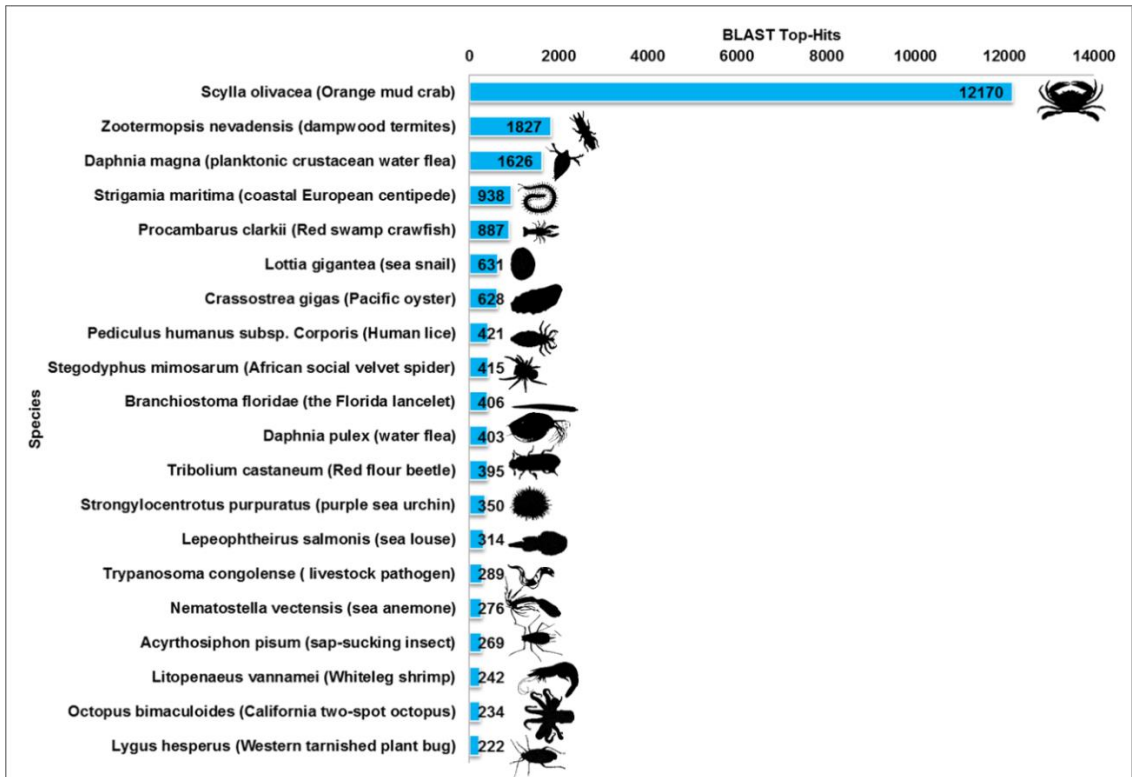 BLAST Top-Hits
0 2000 4000 6000 8000 10000 12000 14000
Species
Scylla olivacea (Orange mud crab) 12170
Zootermopsis nevadensis (dampwood termites) 1827
Daphnia magna (planktonic crustacean water flea) 1626
Strigamia maritima (coastal European centipede) 938
Procambarus clarkii (Red swamp crawfish) 887
Lottia gigantea (sea snail) 631
Crassostrea gigas (Pacific oyster) 628
Pediculus humanus subsp. Corporis (Human lice) 421
Stegodyphus mimosarum (African social velvet spider) 415
Branchiostoma floridae (the Florida lancelet) 406
Daphnia pulex (water flea) 403
Tribolium castaneum (Red flour beetle) 395
Strongylocentrotus purpuratus (purple sea urchin) 350
Lepeophtheirus salmonis (sea louse) 314
Trypanosoma congolense ( livestock pathogen) 289
Nematostella vectensis (sea anemone) 276
Acyrthosiphon pisum (sap-sucking insect) 269
Litopenaeus vannamei (Whiteleg shrimp) 242
Octopus bimaculoides (California two-spot octopus) 234
Lygus hesperus (Western tarnished plant bug) 222